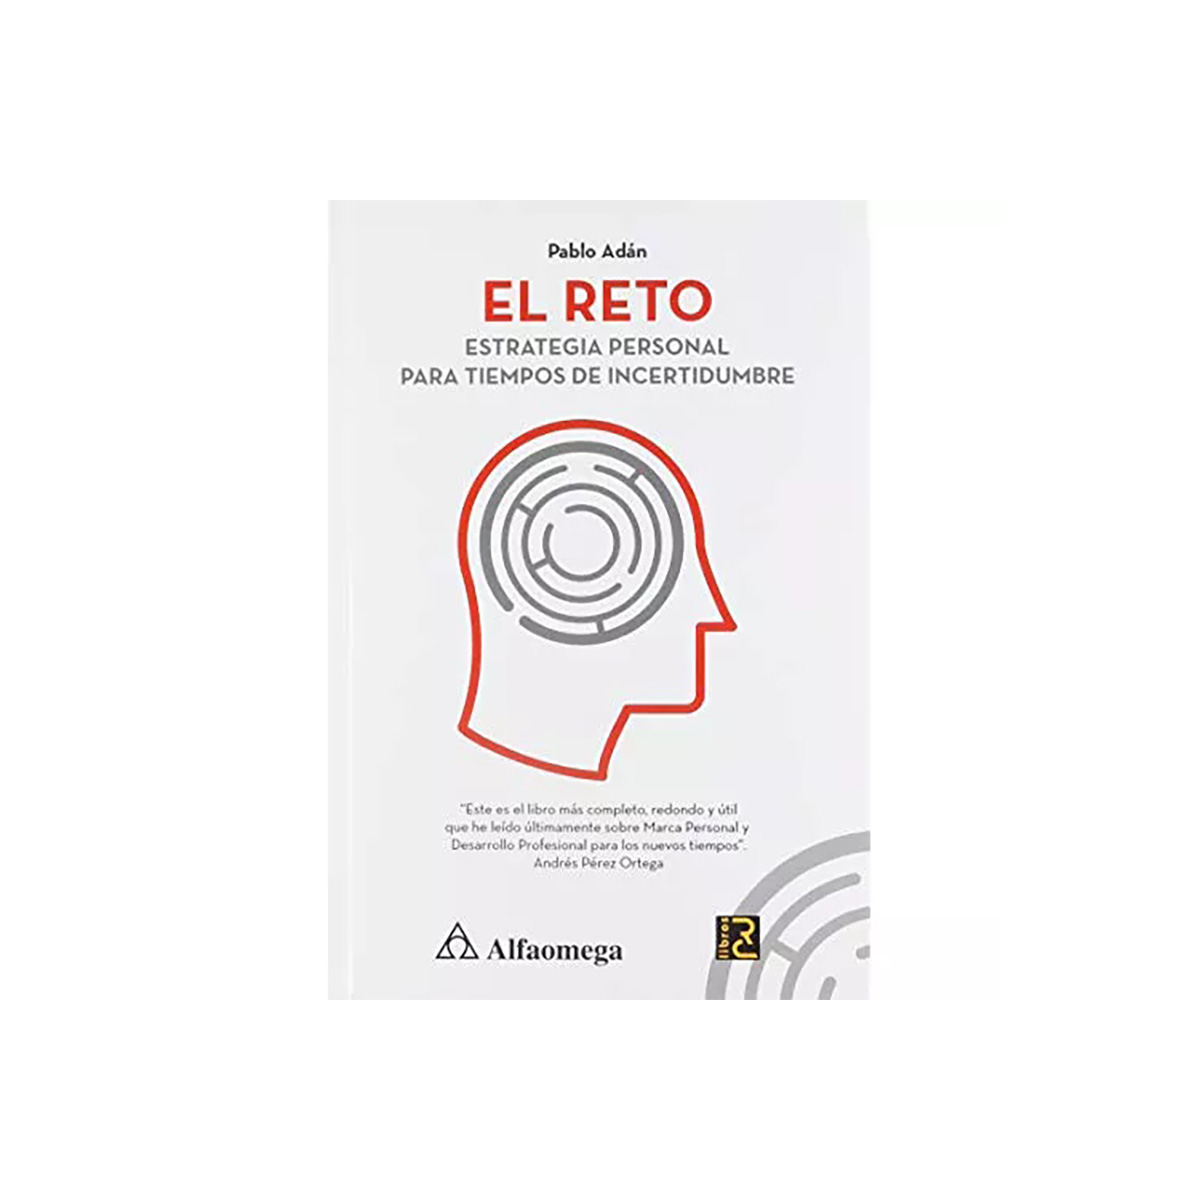 Pablo Adán
EL RETO
ESTRATEGIA PERSONAL
PARA TIEMPOS DE INCERTIDUMBRE
"Este es el libro más completo, redondo y útil
que he leído últimamente sobre Marca Personal y
Desarrollo Profesional para los nuevos tiempos".
Andrés Pérez Ortega
Alfaomega
libros
RC